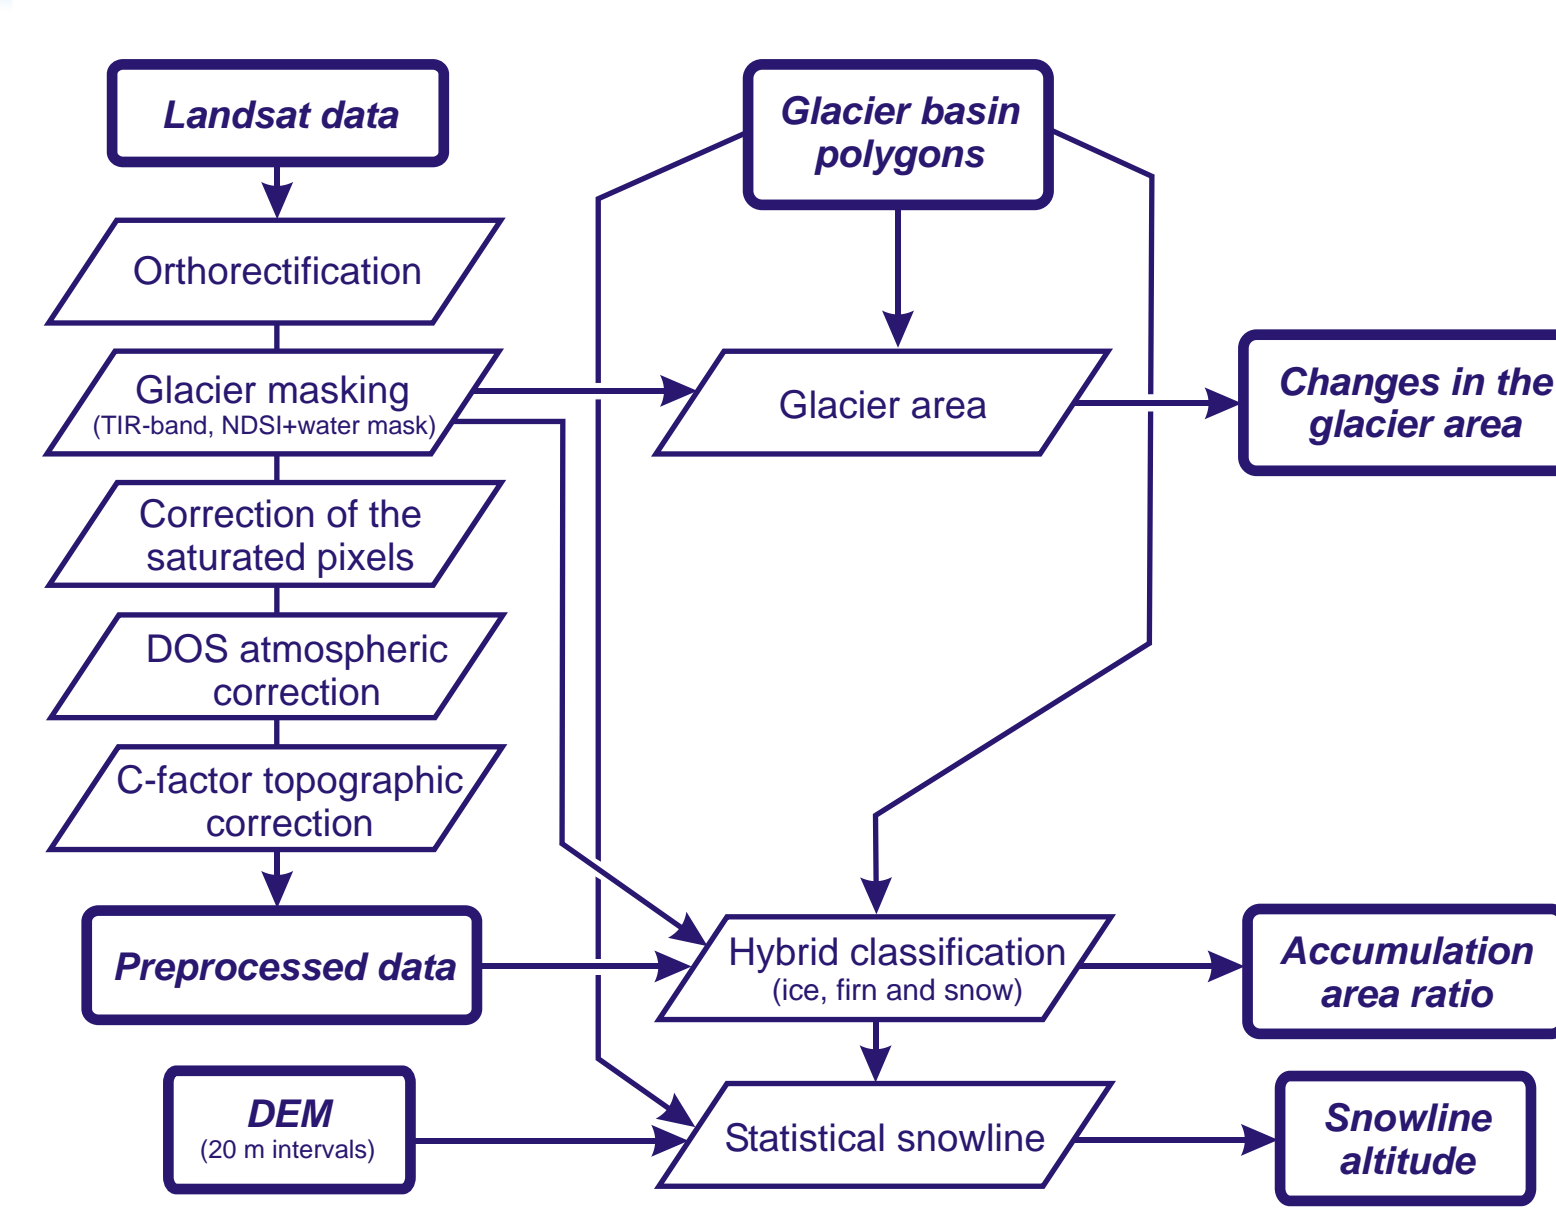 Landsat data
Orthorectification
Glacier masking
(TIR-band, NDSI+water mask)
Correction of the
saturated pixels
DOS atmospheric
correction
C-factor topographic
correction
Preprocessed data
DEM
(20 m intervals)
Glacier basin
polygons
Glacier area
Hybrid classification
(ice, firn and snow)
Statistical snowline
Changes in the
glacier area
Accumulation
area ratio
Snowline
altitude